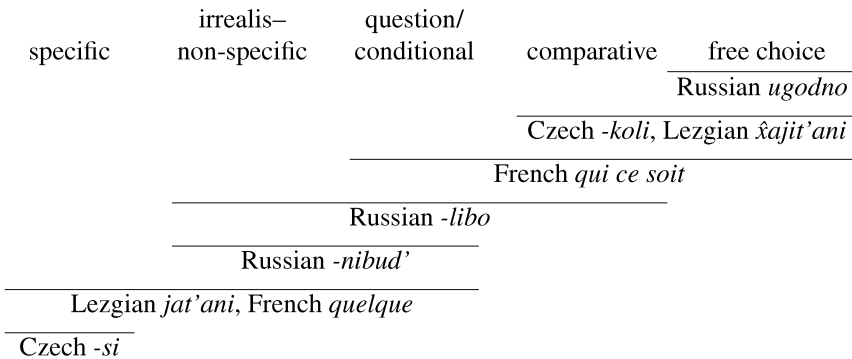 irrealis– question/
specific non-specific conditional comparative free choice
Russian ugodno
Czech -koli, Lezgian x̂ajit’ani
French qui ce soit
Russian -libo
Russian -nibud’
Lezgian jat’ani, French quelque
Czech -si